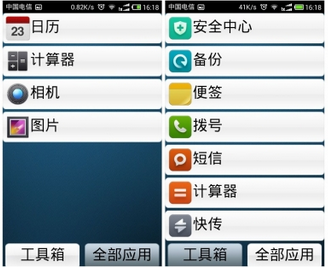 中国电信 0.82K/s 16:18
23 日历
计算器
相机
图片
工具箱 全部应用
中国电信 41K/s 16:18
安全中心
备份
便签
拨号
短信
计算器
快传
工具箱 全部应用